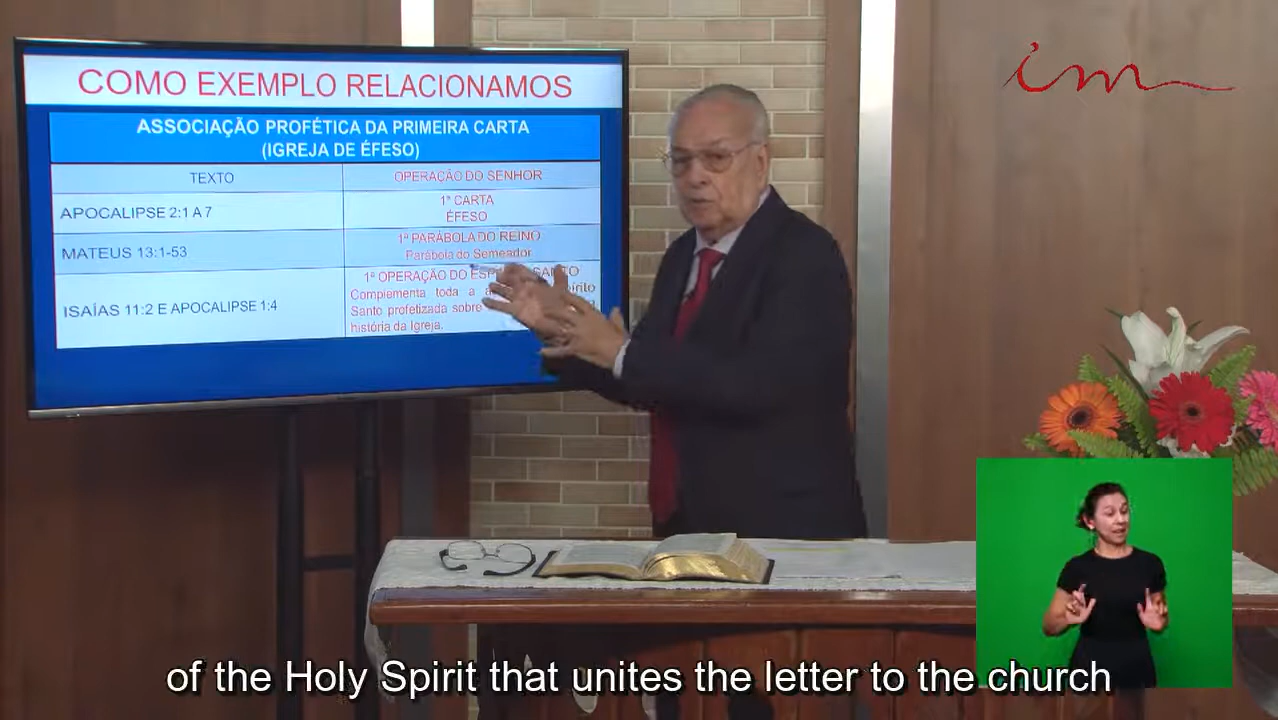 COMO EXEMPLO RELACIONAMOS
ASSOCIAÇÃO PROFÉTICA DA PRIMEIRA CARTA
(IGREJA DE ÉFESO)
TEXTO
OPERAÇÃO DO SENHOR
APOCALIPSE 2:1 A 7
1ª CARTA
ÉFESO
MATEUS 13:1-53
1ª PARÁBOLA DO REINO
Parábola do Semeador
ISAÍAS 11:2 E APOCALIPSE 1:4
1ª OPERAÇÃO DO SANTO
Complementa toda a
Santo profetizada sobre
história da Igreja.
im
of the Holy Spirit that unites the letter to the church